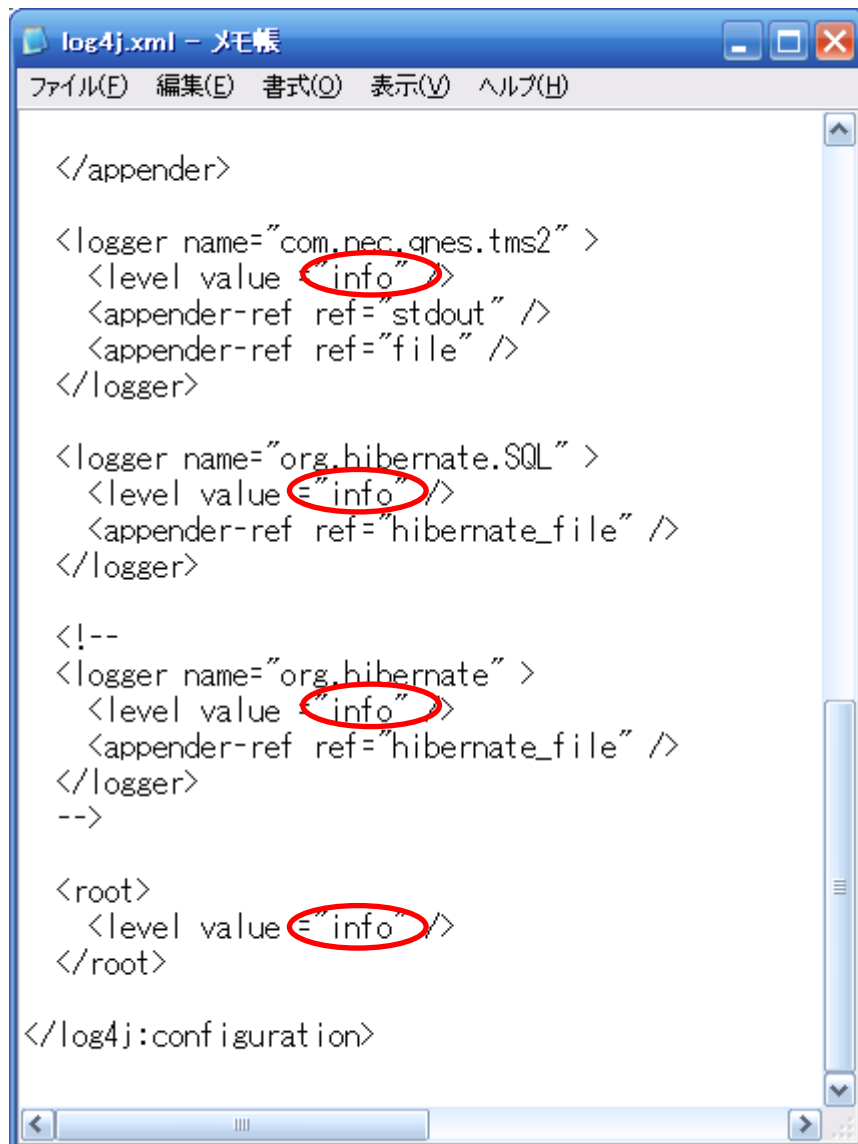 log4j.xml - メモ帳
ファイル(F) 編集(E) 書式(O) 表示(V) ヘルプ(H)
</appender>
<logger name="com.nec.qnes.tms2" >
<level value ="info" />
<appender-ref ref="stdout" />
<appender-ref ref="file" />
</logger>
<logger name="org.hibernate.SQL" >
<level value ="info" />
<appender-ref ref="hibernate_file" />
</logger>
<!--
<logger name="org.hibernate" >
<level value ="info" />
<appender-ref ref="hibernate_file" />
</logger>
-->
<root>
<level value ="info" />
</root>
</log4j:configuration>